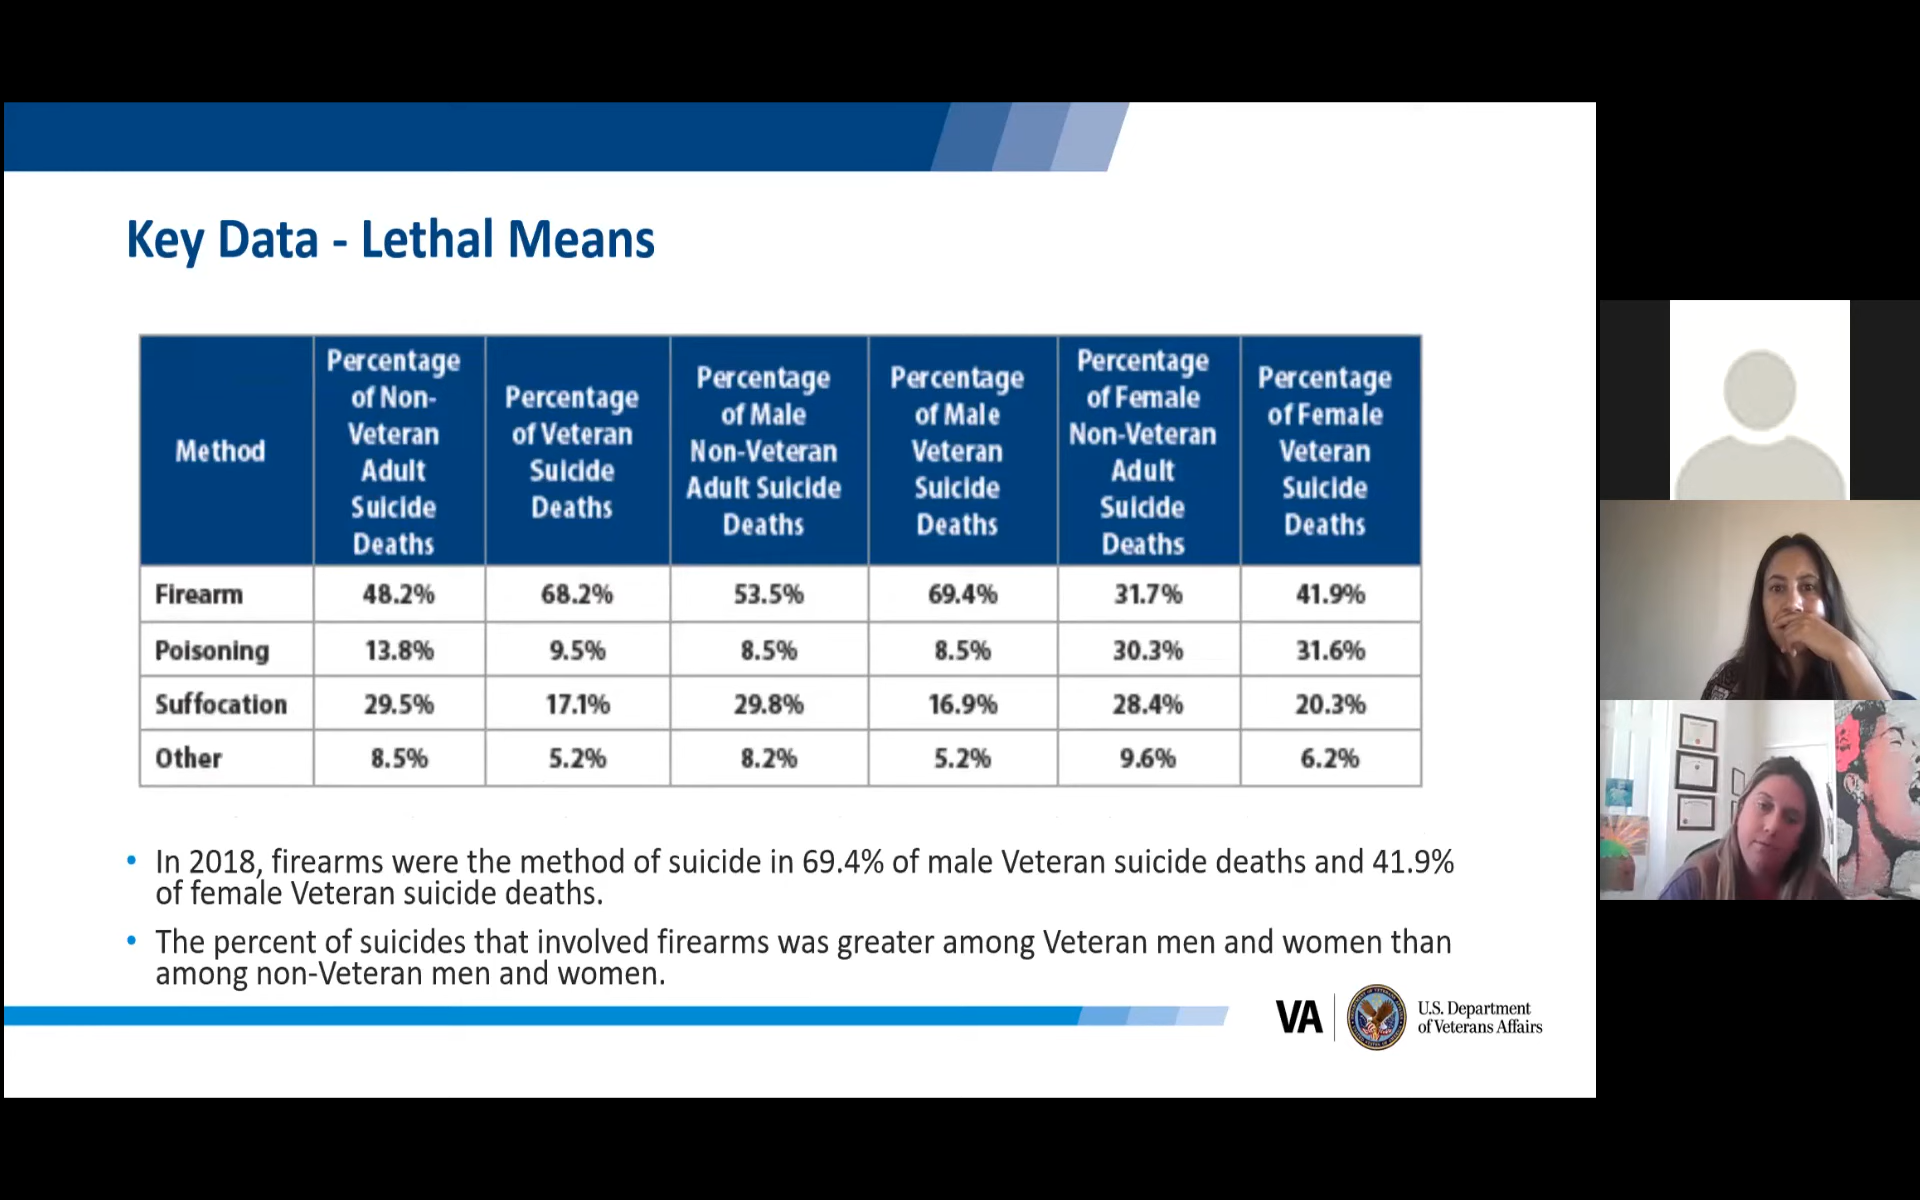 Key Data - Lethal Means
Method
Percentage
of Non-
Veteran
Adult
Suicide
Deaths
Percentage
of Veteran
Suicide
Deaths
Percentage
of Male
Non-Veteran
Adult Suicide
Deaths
Percentage
of Male
Veteran
Suicide
Deaths
Percentage
of Female
Non-Veteran
Adult
Suicide
Deaths
Percentage
of Female
Veteran
Suicide
Deaths
Firearm 48.2% 68.2% 53.5% 69.4% 31.7% 41.9%
Poisoning 13.8% 9.5% 8.5% 8.5% 30.3% 31.6%
Suffocation 29.5% 17.1% 29.8% 16.9% 28.4% 20.3%
Other 8.5% 5.2% 8.2% 5.2% 9.6% 6.2%
• In 2018, firearms were the method of suicide in 69.4% of male Veteran suicide deaths and 41.9%
of female Veteran suicide deaths.
• The percent of suicides that involved firearms was greater among Veteran men and women than
among non-Veteran men and women.
VA
U.S. Department
of Veterans Affairs